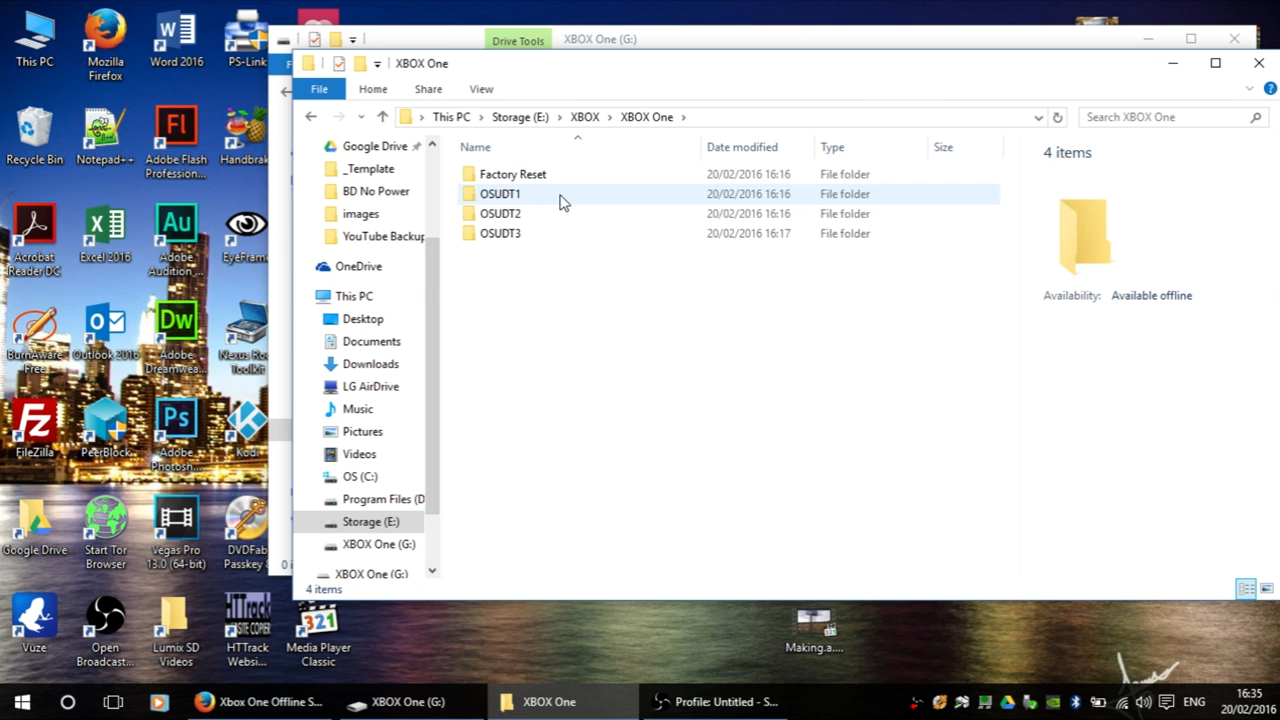 This PC
Mozilla
Firefox
Word 2016
PS-Link
Recycle Bin
Notepad++
Adobe Flash
Profession...
Handbrak
Acrobat
Reader DC
Excel 2016
Adobe
Audition ...
EyeFrame
BurnAware
Free
Outlook 2016
Adobe
Dreamwea...
Nexus Roo
Toolkit
FileZilla
PeerBlock
Adobe
Photosh...
Kodi
Google Drive
Start Tor
Browser
Vegas Pro
13.0 (64-bit)
DVDFab
Passkey 8
Vuze
Open
Broadcast...
Lumix SD
Videos
HTTrack
Websi...
Media Player
Classic
Making.a....
Drive Tools
XBOX One (G:)
XBOX One
File
Home
Share
View
This PC > Storage (E:) > XBOX > XBOX One >
Search XBOX One
Google Drive
_Template
BD No Power
images
YouTube Backup
OneDrive
This PC
Desktop
Documents
Downloads
LG AirDrive
Music
Pictures
Videos
OS (C:)
Program Files (D
Storage (E:)
XBOX One (G:)
XBOX One (G:)
Name Date modified Type Size
Factory Reset 20/02/2016 16:16 File folder
OSUDT1 20/02/2016 16:16 File folder
OSUDT2 20/02/2016 16:16 File folder
OSUDT3 20/02/2016 16:17 File folder
4 items
Availability: Available offline
4 items
Xbox One Offline S...
XBOX One (G:)
XBOX One
Profile: Untitled - S...
ENG
16:35
20/02/2016